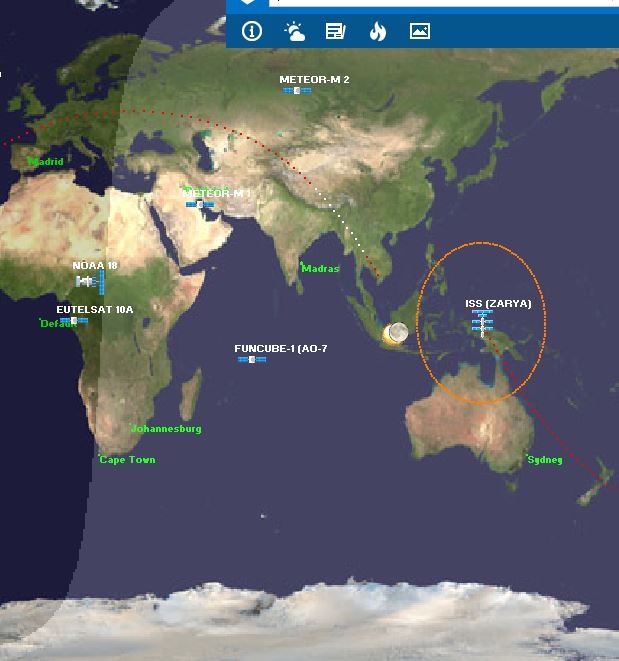 METEOR-M 2
Madrid
METEOR-M 1
NOAA 18
Madras
ISS (ZARYA)
EUTELSAT 10A
Default
FUNCUBE-1 (AO-7
Johannesburg
Cape Town
Sydney